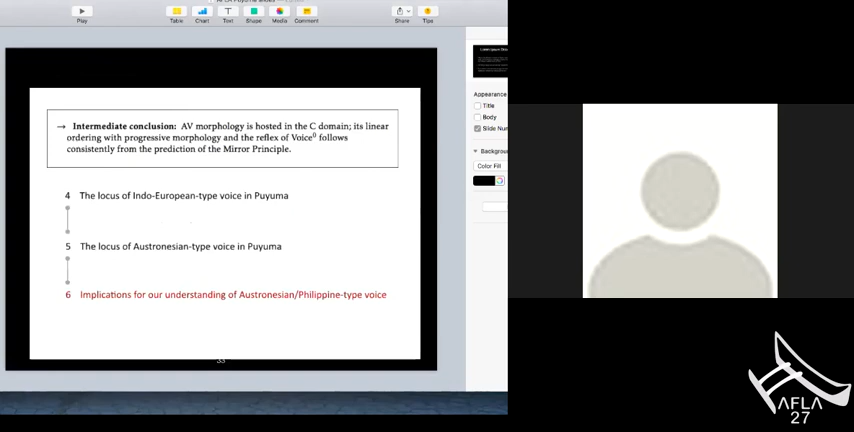 Play
Table
Chart
Text
Shape
Media
Comment
Share
Tips
→ Intermediate conclusion: AV morphology is hosted in the C domain; its linear
ordering with progressive morphology and the reflex of Voice⁰ follows
consistently from the prediction of the Mirror Principle.
4 The locus of Indo-European-type voice in Puyuma
5 The locus of Austronesian-type voice in Puyuma
6 Implications for our understanding of Austronesian/Philippine-type voice
33
Appearance
Title
Body
Slide Num
Backgrou
Color Fill
AFLA
27